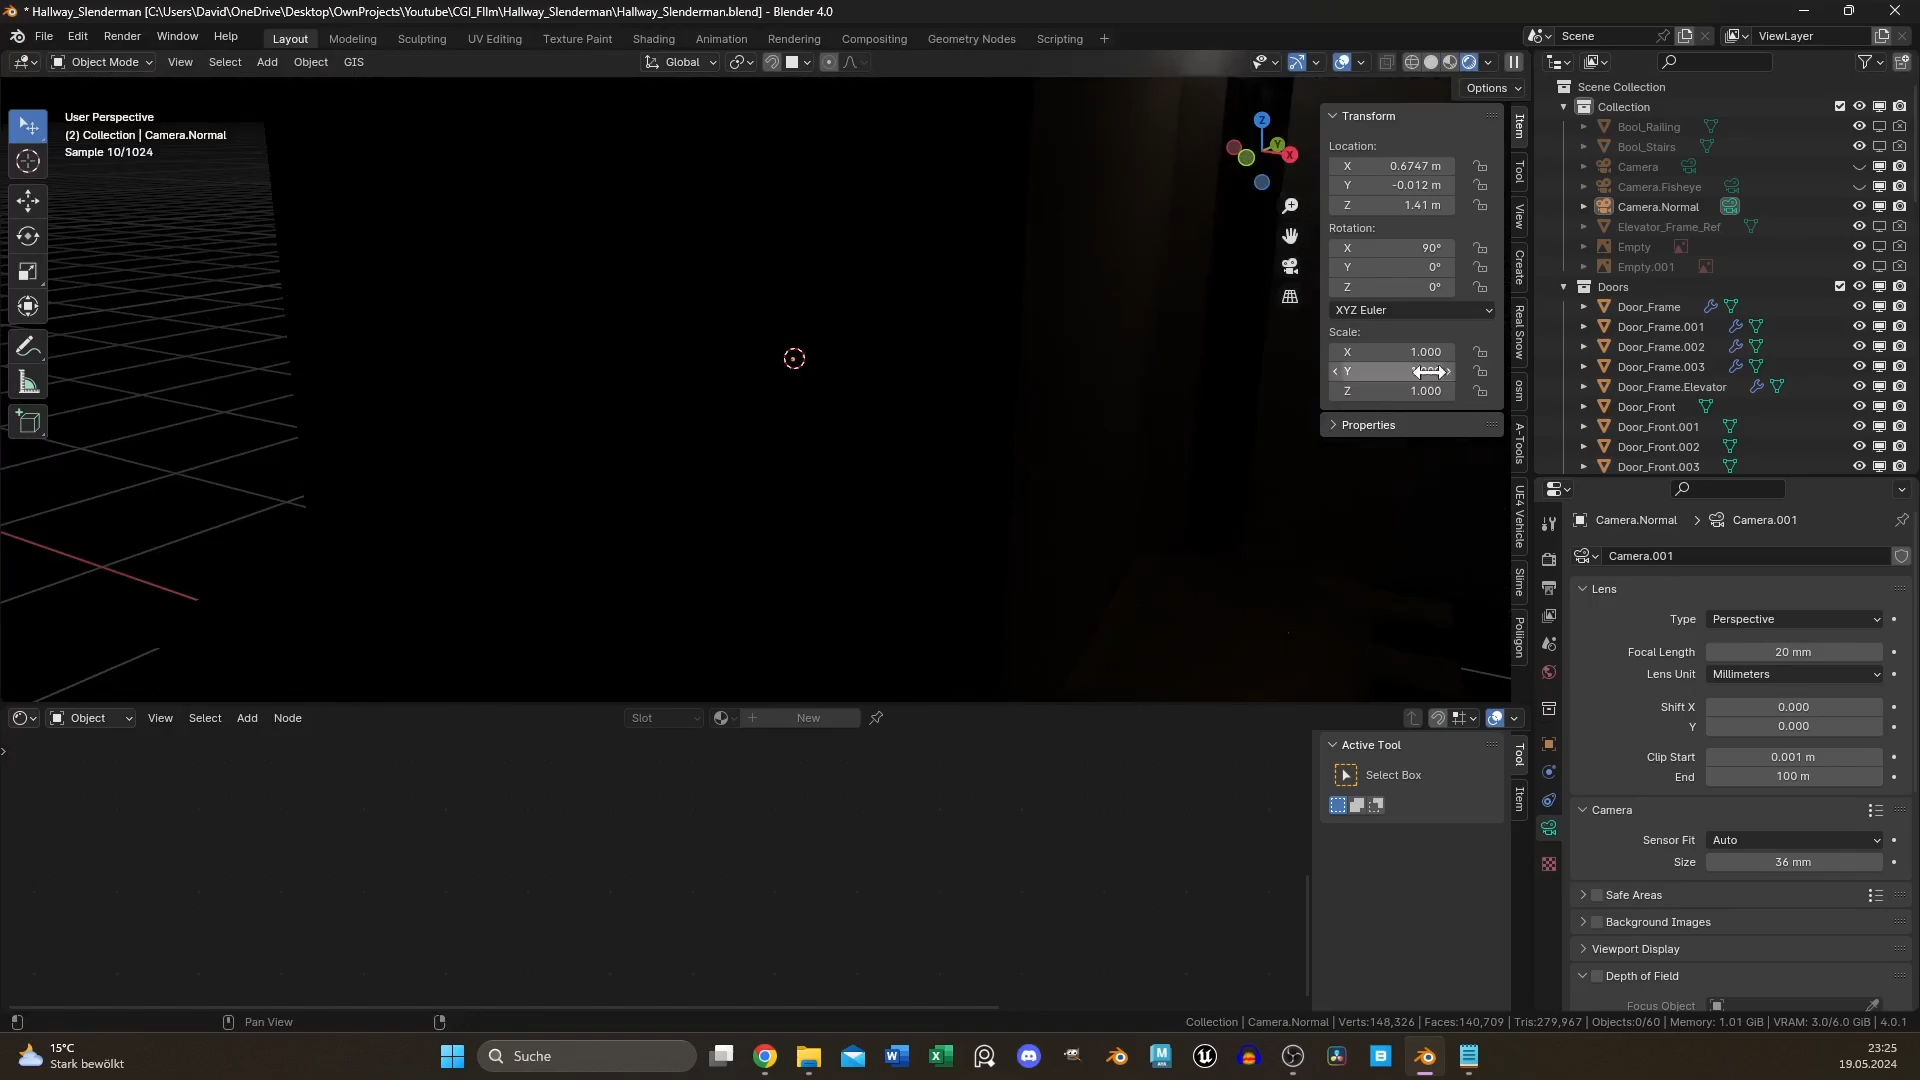 * Hallway_Slenderman [C:\Users\David\OneDrive\Desktop\OwnProjects\Youtube\CGI_FIlm\Hallway_Slenderman\Hallway_Slenderman.blend] - Blender 4.0
File Edit Render Window Help Layout Modeling Sculpting UV Editing Texture Paint Shading Animation Rendering Compositing Geometry Nodes Scripting + Scene ViewLayer
Object Mode View Select Add Object GIS Global
Options
User Perspective
(2) Collection | Camera.Normal
Sample 10/1024
Z
Y
X
Transform
Location:
X 0.6747 m
Y -0.012 m
Z 1.41 m
Rotation:
X 90°
Y 0°
Z 0°
XYZ Euler
Scale:
X 1.000
Y
Z 1.000
Properties
Item
Tool
View
Create
Real Snow
osm
A-Tools
UE4 Vehicle
Slime
Poliigon
Scene Collection
Collection
Bool_Railing
Bool_Stairs
Camera
Camera.Fisheye
Camera.Normal
Elevator_Frame_Ref
Empty
Empty.001
Doors
Door_Frame
Door_Frame.001
Door_Frame.002
Door_Frame.003
Door_Frame.Elevator
Door_Front
Door_Front.001
Door_Front.002
Door_Front.003
Camera.Normal > Camera.001
Camera.001
Lens
Type Perspective
Focal Length 20 mm
Lens Unit Millimeters
Shift X 0.000
Y 0.000
Clip Start 0.001 m
End 100 m
Camera
Sensor Fit Auto
Size 36 mm
Safe Areas
Background Images
Viewport Display
Depth of Field
Focus Object
Object View Select Add Node Slot New
Active Tool
Select Box
Tool
Item
Pan View
Collection | Camera.Normal | Verts:148,326 | Faces:140,709 | Tris:279,967 | Objects:0/60 | Memory: 1.01 GiB | VRAM: 3.0/6.0 GiB | 4.0.1
15°C
Stark bewölkt
Suche
23:25
19.05.2024